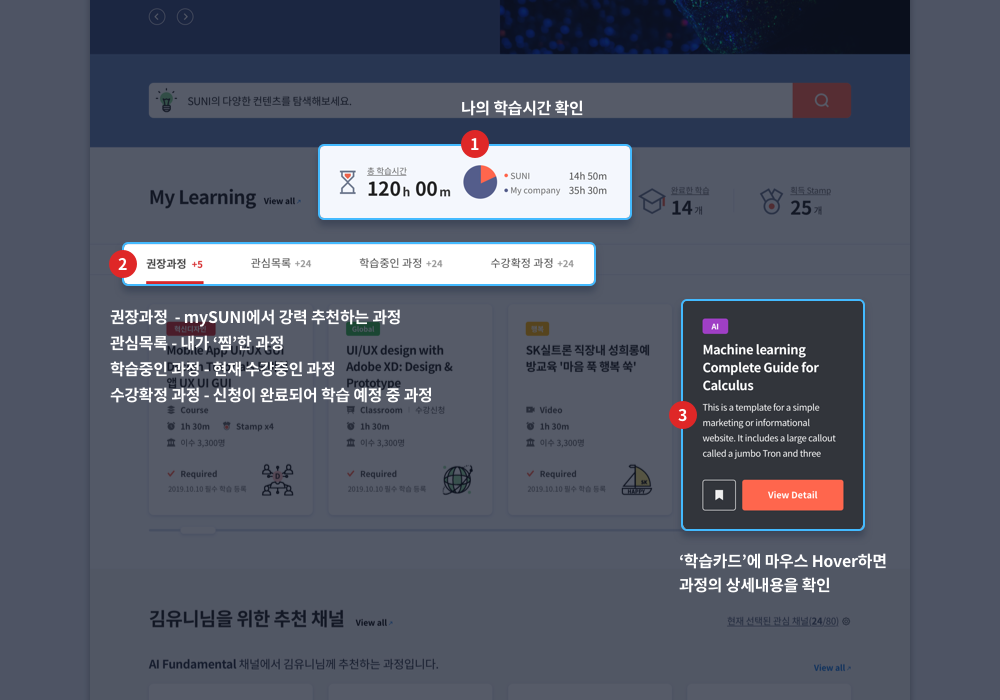 SUNI의 다양한 컨텐츠를 탐색해보세요.
나의 학습시간 확인
1
My Learning View all >
총 학습시간
120h 00m
SUNI 14h 50m
My company 35h 30m
완료한 학습
14개
획득 Stamp
25개
2
권장과정 +5
관심목록 +24
학습중인 과정 +24
수강확정 과정 +24
권장과정 - mySUNI에서 강력 추천하는 과정
관심목록 - 내가 ‘찜’한 과정
학습중인 과정 - 현재 수강중인 과정
수강확정 과정 - 신청이 완료되어 학습 예정 중 과정
혁신디자인
Mobile App UI/UX GUI
앱 UX UI GUI
Course
1h 30m Stamp x4
이수 3,300명
Required
2019.10.10 필수 학습 등록
Global
UI/UX design with
Adobe XD: Design &
Prototype
Classroom 수강신청
1h 30m
이수 3,300명
Required
2019.10.10 필수 학습 등록
행복
SK실트론 직장내 성희롱예
방교육 '마음 푹 행복 쑥'
Video
1h 30m
이수 3,300명
Required
2019.10.10 필수 학습 등록
HAPPY
3
AI
Machine learning
Complete Guide for
Calculus
This is a template for a simple
marketing or informational
website. It includes a large callout
called a jumbo Tron and three
View Detail
‘학습카드’에 마우스 Hover하면
과정의 상세내용을 확인
김유니님을 위한 추천 채널 View all >
현재 선택된 관심 채널(24/80)
AI Fundamental 채널에서 김유니님께 추천하는 과정입니다.
View all >